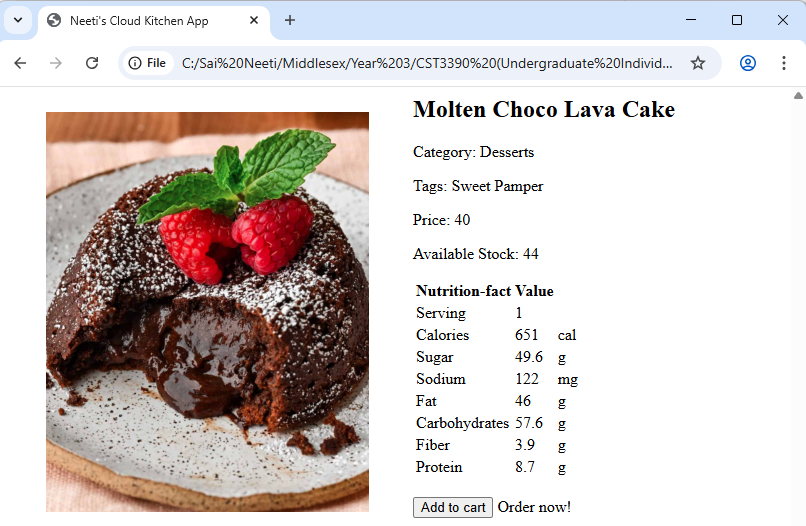 Neeti's Cloud Kitchen App
File C:/Sai%20Neeti/Middlesex/Year%203/CST3390%20(Undergraduate%20Individ...
Molten Choco Lava Cake
Category: Desserts
Tags: Sweet Pamper
Price: 40
Available Stock: 44
Nutrition-fact Value
Serving 1
Calories 651 cal
Sugar 49.6 g
Sodium 122 mg
Fat 46 g
Carbohydrates 57.6 g
Fiber 3.9 g
Protein 8.7 g
Add to cart Order now!